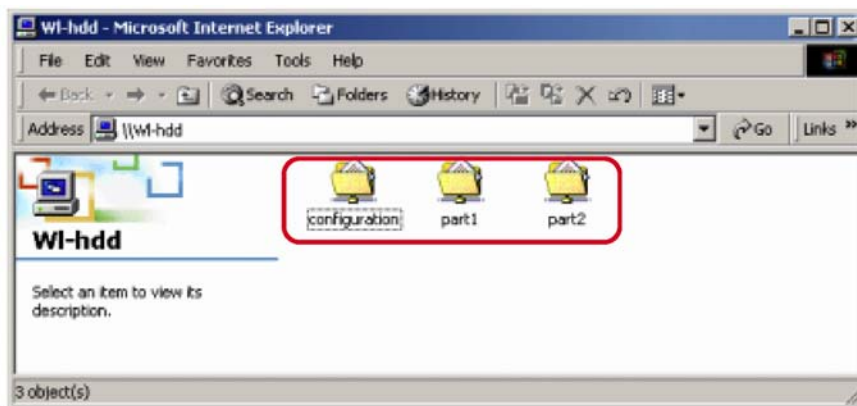 Wl-hdd - Microsoft Internet Explorer
File Edit View Favorites Tools Help
Back Search Folders History
Address \\Wl-hdd Go Links »
configuration part1 part2
Wl-hdd
Select an item to view its
description.
3 object(s)